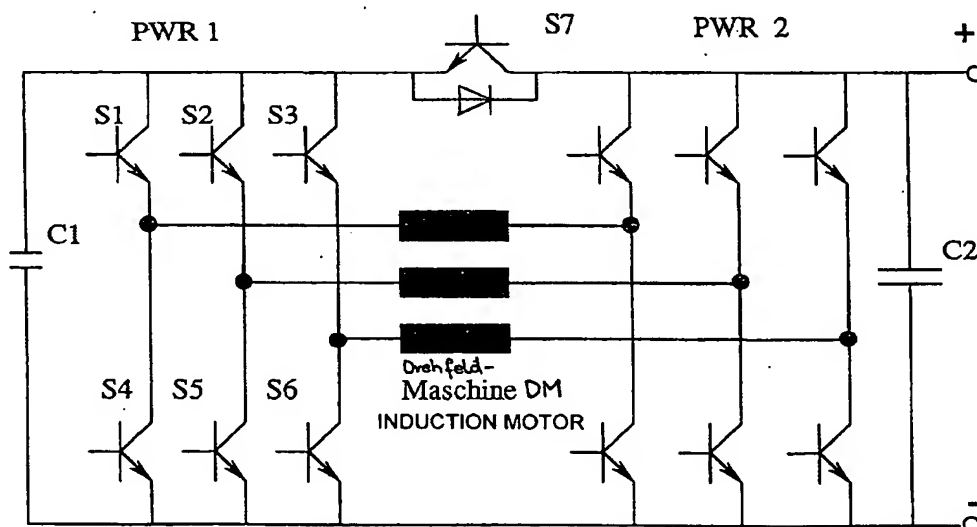 PWR 1
S7
PWR 2
+
S1
S2
S3
C1
C2
Drehfeld-
Maschine DM
INDUCTION MOTOR
S4
S5
S6
-